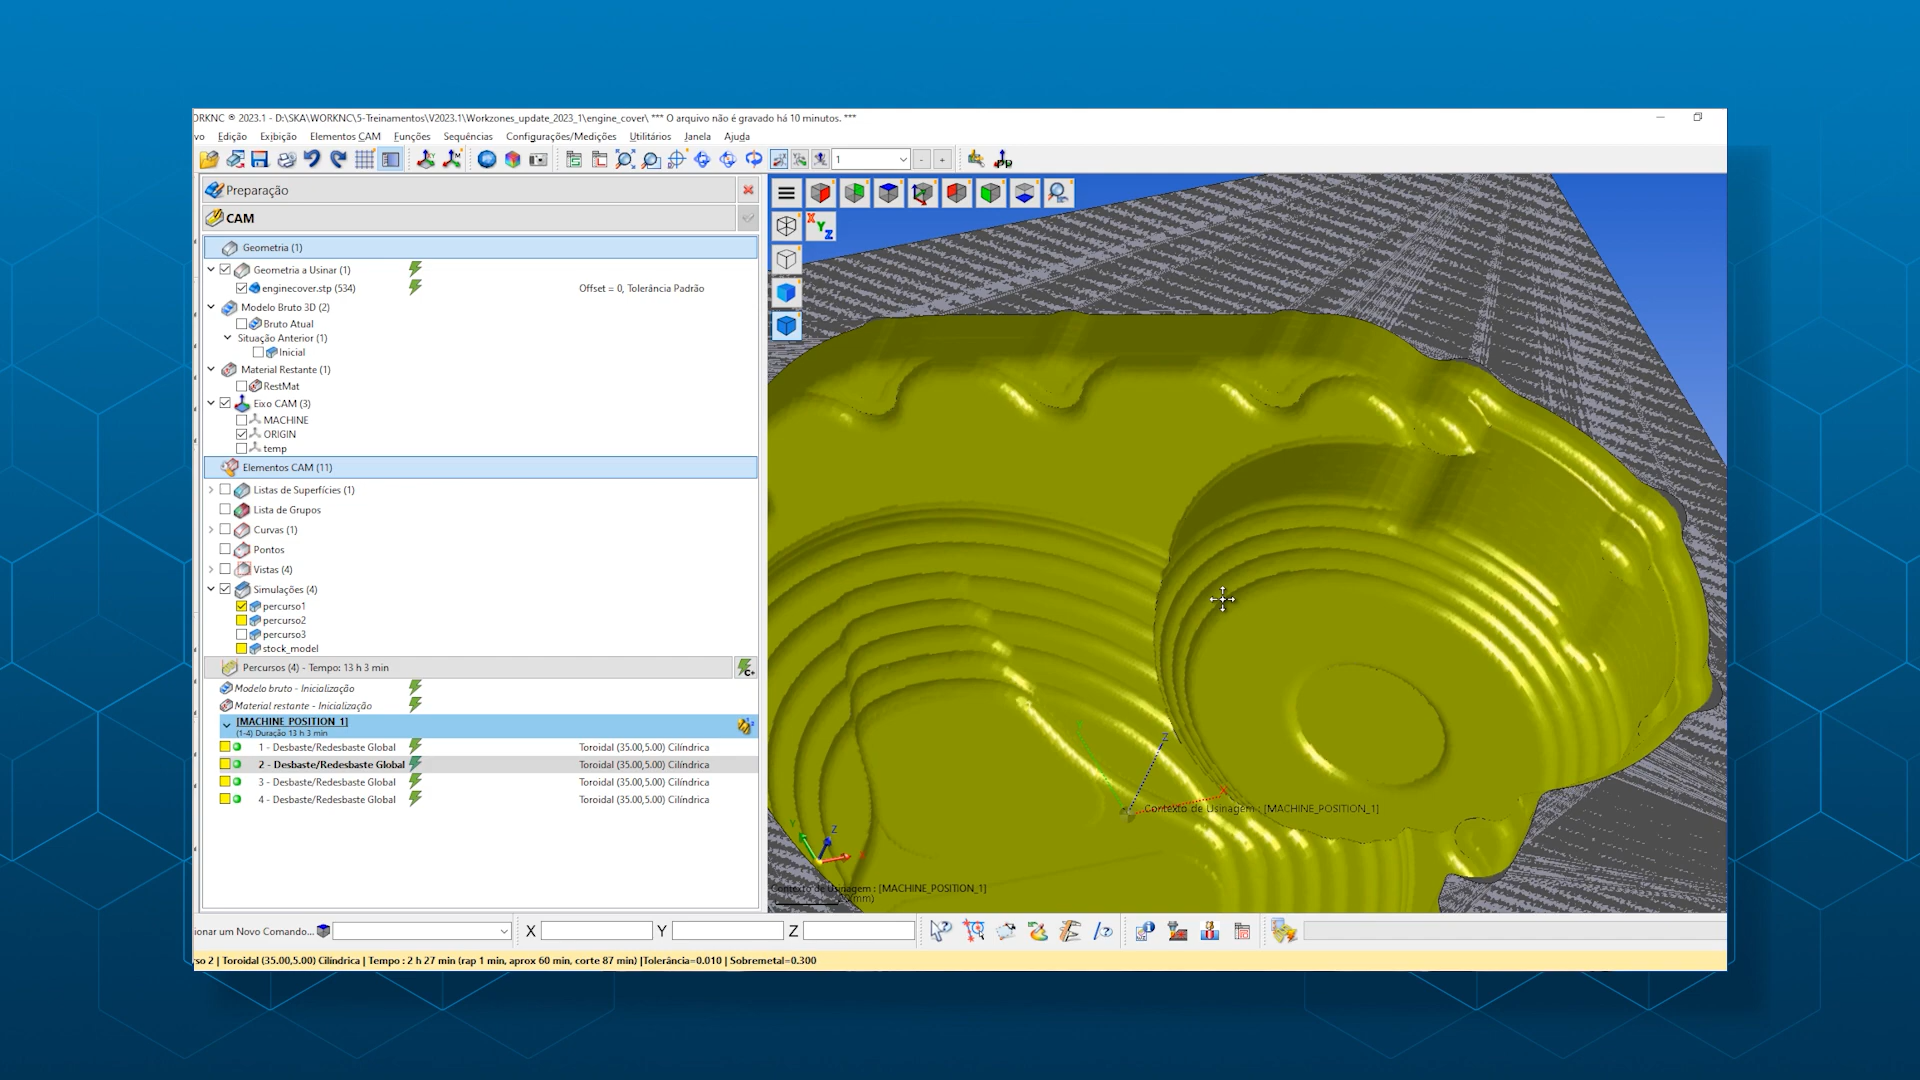 ORKNC ® 2023.1 - D:\SKA\WORKNC\5-Treinamentos\V2023.1\Workzones_update_2023_1\engine_cover\ *** O arquivo não é gravado há 10 minutos. ***
vo Edição Exibição Elementos CAM Funções Sequências Configurações/Medições Utilitários Janela Ajuda
1
PP
Preparação
CAM
X Y Z
Geometria (1)
Geometria a Usinar (1)
enginecover.stp (534) Offset = 0, Tolerância Padrão
Modelo Bruto 3D (2)
Bruto Atual
Situação Anterior (1)
Inicial
Material Restante (1)
RestMat
Eixo CAM (3)
MACHINE
ORIGIN
temp
Elementos CAM (11)
Listas de Superfícies (1)
Lista de Grupos
Curvas (1)
Pontos
Vistas (4)
Simulações (4)
percurso1
percurso2
percurso3
stock_model
Percursos (4) - Tempo: 13 h 3 min
Modelo bruto - Inicialização
Material restante - Inicialização
[MACHINE_POSITION_1]
(1-4) Duração 13 h 3 min
1 - Desbaste/Redesbaste Global Toroidal (35.00,5.00) Cilíndrica
2 - Desbaste/Redesbaste Global Toroidal (35.00,5.00) Cilíndrica
3 - Desbaste/Redesbaste Global Toroidal (35.00,5.00) Cilíndrica
4 - Desbaste/Redesbaste Global Toroidal (35.00,5.00) Cilíndrica
Z
X
Contexto de Usinagem : [MACHINE_POSITION_1]
Y Z
Contexto de Usinagem : [MACHINE_POSITION_1]
(mm)
ionar um Novo Comando... X Y Z
so 2 | Toroidal (35.00,5.00) Cilíndrica | Tempo : 2 h 27 min (rap 1 min, aprox 60 min, corte 87 min) |Tolerância=0.010 | Sobremetal=0.300